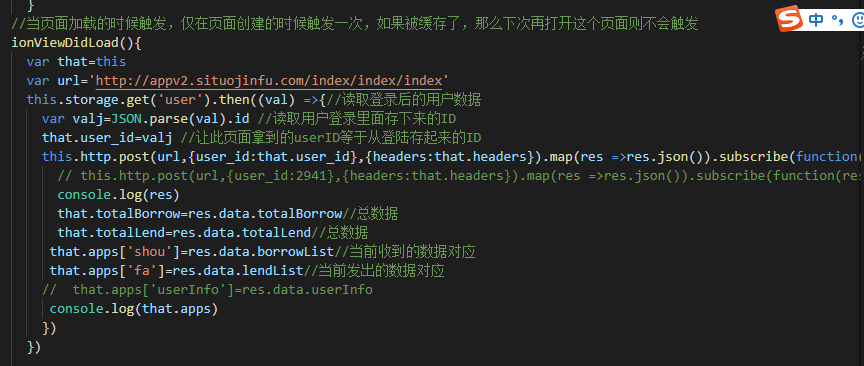 }
//当页面加载的时候触发，仅在页面创建的时候触发一次，如果被缓存了，那么下次再打开这个页面则不会触发
ionViewDidLoad(){
var that=this
var url='http://appv2.situojinfu.com/index/index/index'
this.storage.get('user').then((val) =>{//读取登录后的用户数据
var valj=JSON.parse(val).id //读取用户登录里面存下来的ID
that.user_id=valj //让此页面拿到的userID等于从登陆存起来的ID
this.http.post(url,{user_id:that.user_id},{headers:that.headers}).map(res =>res.json()).subscribe(function(
// this.http.post(url,{user_id:2941},{headers:that.headers}).map(res =>res.json()).subscribe(function(res
console.log(res)
that.totalBorrow=res.data.totalBorrow//总数据
that.totalLend=res.data.totalLend//总数据
that.apps['shou']=res.data.borrowList//当前收到的数据对应
that.apps['fa']=res.data.lendList//当前发出的数据对应
// that.apps['userInfo']=res.data.userInfo
console.log(that.apps)
})
})
S 中 °，